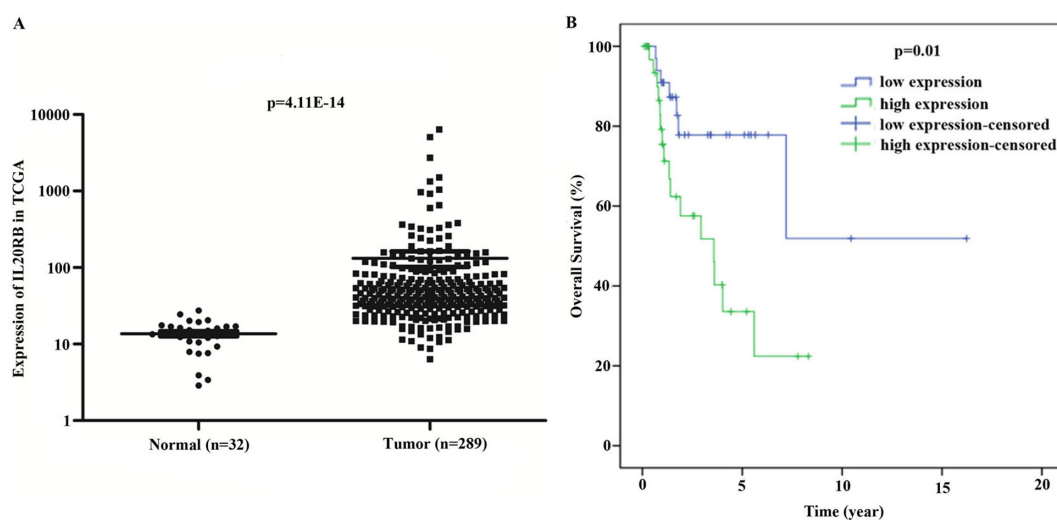 A
p=4.11E-14
Expression of IL20RB in TCGA
10000
1000
100
10
1
Normal (n=32)
Tumor (n=289)
B
p=0.01
low expression
high expression
low expression-censored
high expression-censored
Overall Survival (%)
100
80
60
40
20
0
0 5 10 15 20
Time (year)